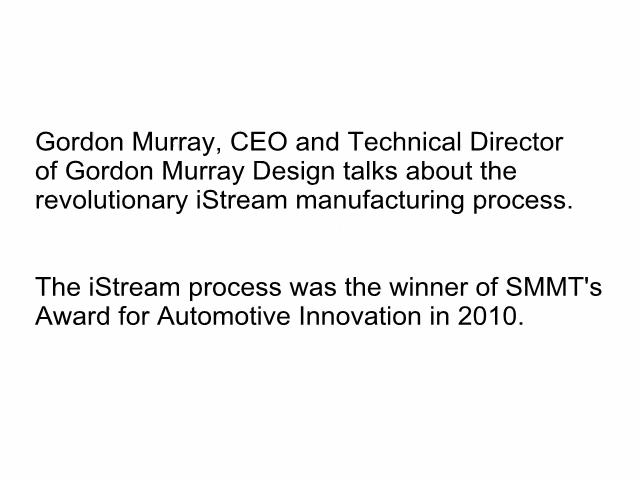 Gordon Murray, CEO and Technical Director
of Gordon Murray Design talks about the
revolutionary iStream manufacturing process.
The iStream process was the winner of SMMT's
Award for Automotive Innovation in 2010.